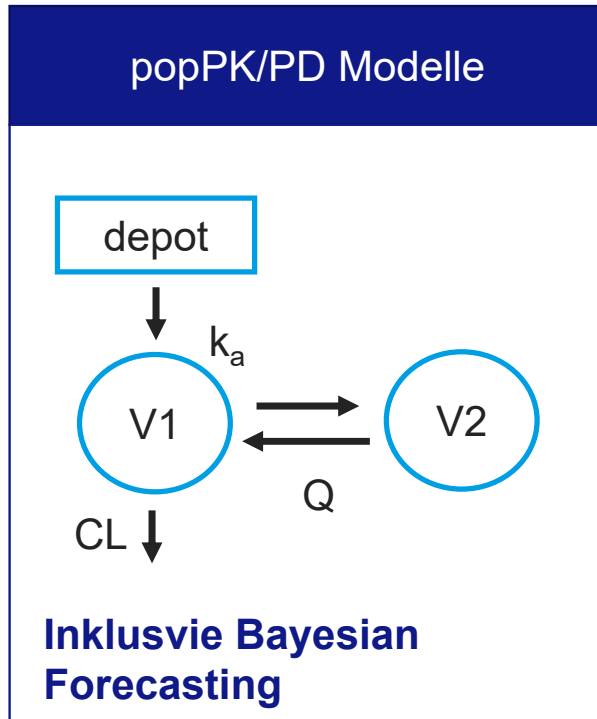 popPK/PD Modelle
depot
kₐ
V1
V2
Q
CL
Inklusvie Bayesian
Forecasting